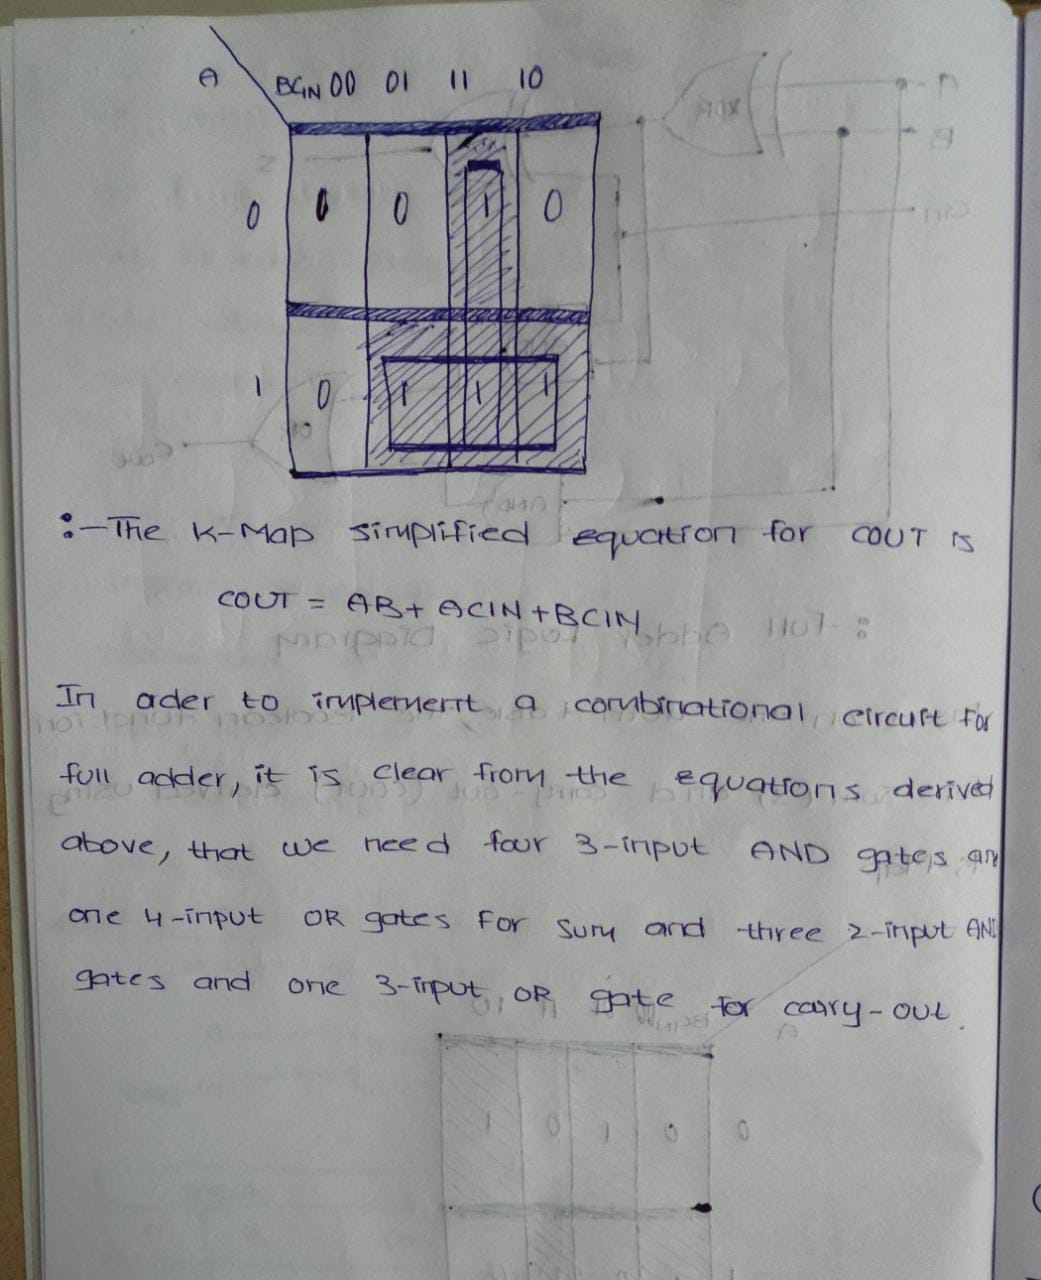 A BCIN 00 01 11 10
0 0 0 1 0
1 0 1 1 1
:- The K-Map simplified equation for COUT is
COUT = AB+ ACIN +BCIN
In order to implement a combinational circuit for
full adder, it is clear from the equations derived
above, that we need four 3-input AND gates an
one 4-input OR gates for sum and three 2-input AND
gates and one 3-input OR gate for carry-out.